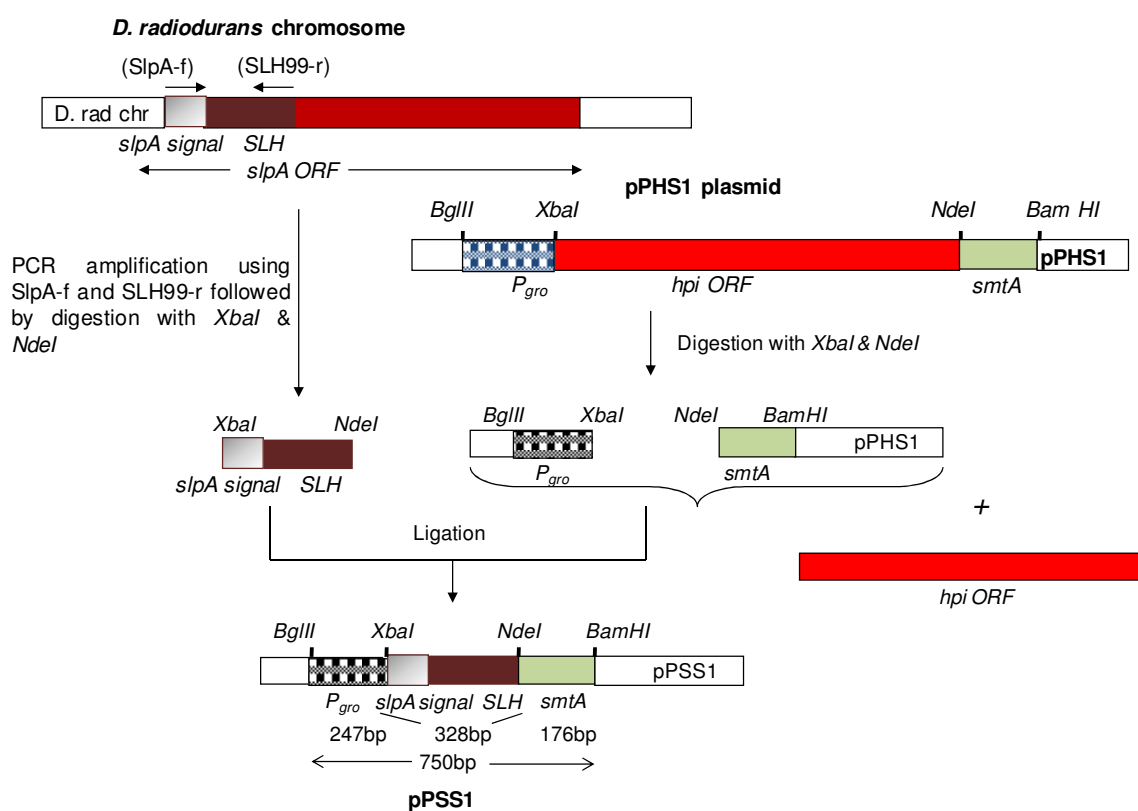 D. radiodurans chromosome
(SlpA-f)
(SLH99-r)
D. rad chr
slpA signal
SLH
slpA ORF
pPHS1 plasmid
BglII
XbaI
NdeI
Bam HI
pPHS1
Pgro
hpi ORF
smtA
PCR amplification using
SlpA-f and SLH99-r followed
by digestion with XbaI &
NdeI
Digestion with XbaI & NdeI
XbaI
NdeI
slpA signal
SLH
BglII
XbaI
NdeI
BamHI
pPHS1
Pgro
smtA
+
Ligation
hpi ORF
BglII
XbaI
NdeI
BamHI
pPSS1
Pgro
slpA signal
SLH
smtA
247bp
328bp
176bp
750bp
pPSS1